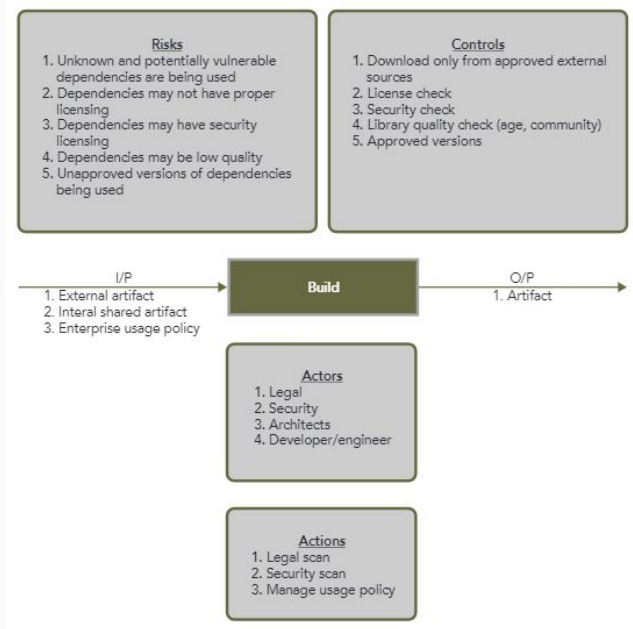 Risks
1. Unknown and potentially vulnerable
dependencies are being used
2. Dependencies may not have proper
licensing
3. Dependencies may have security
licensing
4. Dependencies may be low quality
5. Unapproved versions of dependencies
being used
Controls
1. Download only from approved external
sources
2. License check
3. Security check
4. Library quality check (age, community)
5. Approved versions
I/P
1. External artifact
2. Interal shared artifact
3. Enterprise usage policy
Build
O/P
1. Artifact
Actors
1. Legal
2. Security
3. Architects
4. Developer/engineer
Actions
1. Legal scan
2. Security scan
3. Manage usage policy